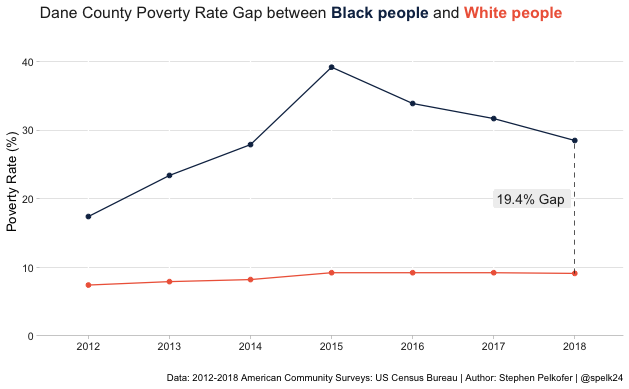 Dane County Poverty Rate Gap between Black people and White people
Poverty Rate (%)
40
30
20
10
0
19.4% Gap
2012 2013 2014 2015 2016 2017 2018
Data: 2012-2018 American Community Surveys: US Census Bureau | Author: Stephen Pelkofer | @spelk24